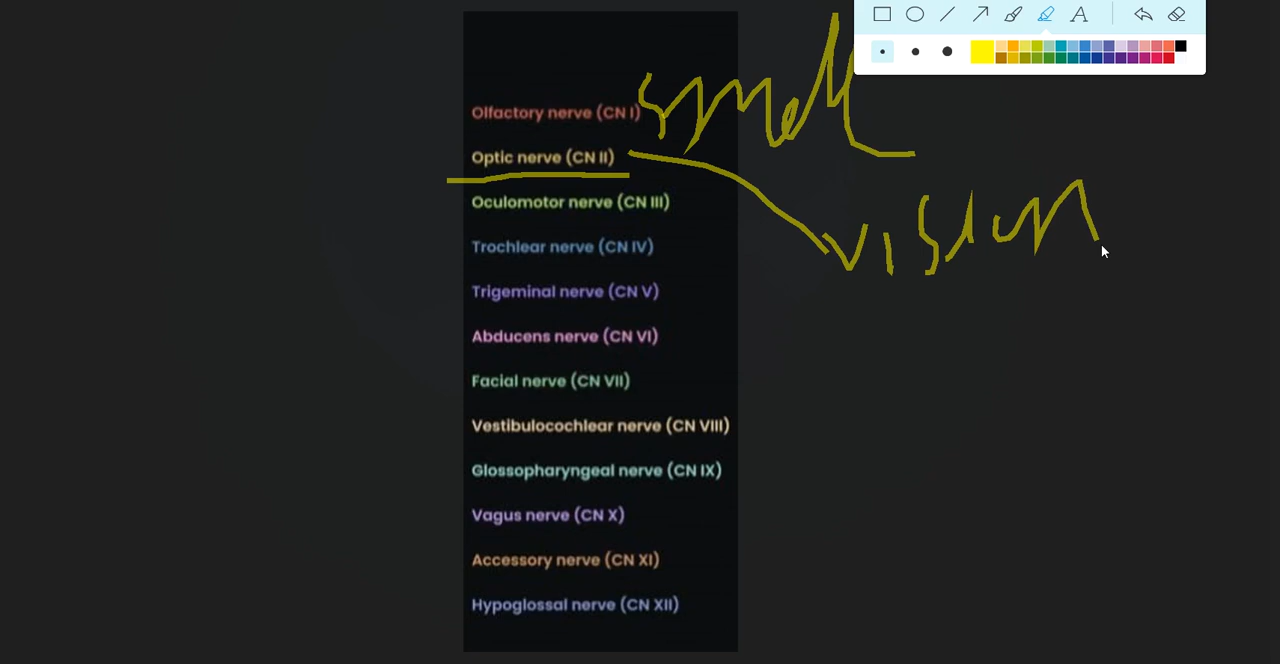 Olfactory nerve (CN I) smell
Optic nerve (CN II)
vision
Oculomotor nerve (CN III)
Trochlear nerve (CN IV)
Trigeminal nerve (CN V)
Abducens nerve (CN VI)
Facial nerve (CN VII)
Vestibulocochlear nerve (CN VIII)
Glossopharyngeal nerve (CN IX)
Vagus nerve (CN X)
Accessory nerve (CN XI)
Hypoglossal nerve (CN XII)